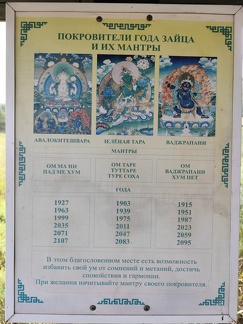 ПОКРОВИТЕЛИ ГОДА ЗАЙЦА
И ИХ МАНТРЫ
АВАЛОКИТЕШВАРА ЗЕЛЁНАЯ ТАРА ВАДЖРАПАНИ
МАНТРЫ
ОМ МА НИ ПАД МЕ ХУМ
ОМ ТАРЕ ТУТТАРЕ ТУРЕ СОХА
ОМ ВАДЖРАПАНИ ХУМ ПЕТ
ГОДА
1927 1903 1915
1963 1939 1951
1999 1975 1987
2035 2011 2023
2071 2047 2059
2107 2083 2095
В этом благословенном месте есть возможность
избавить свой ум от сомнений и метаний, достичь
спокойствия и гармонии.
При желании начитывайте мантру своего покровителя.